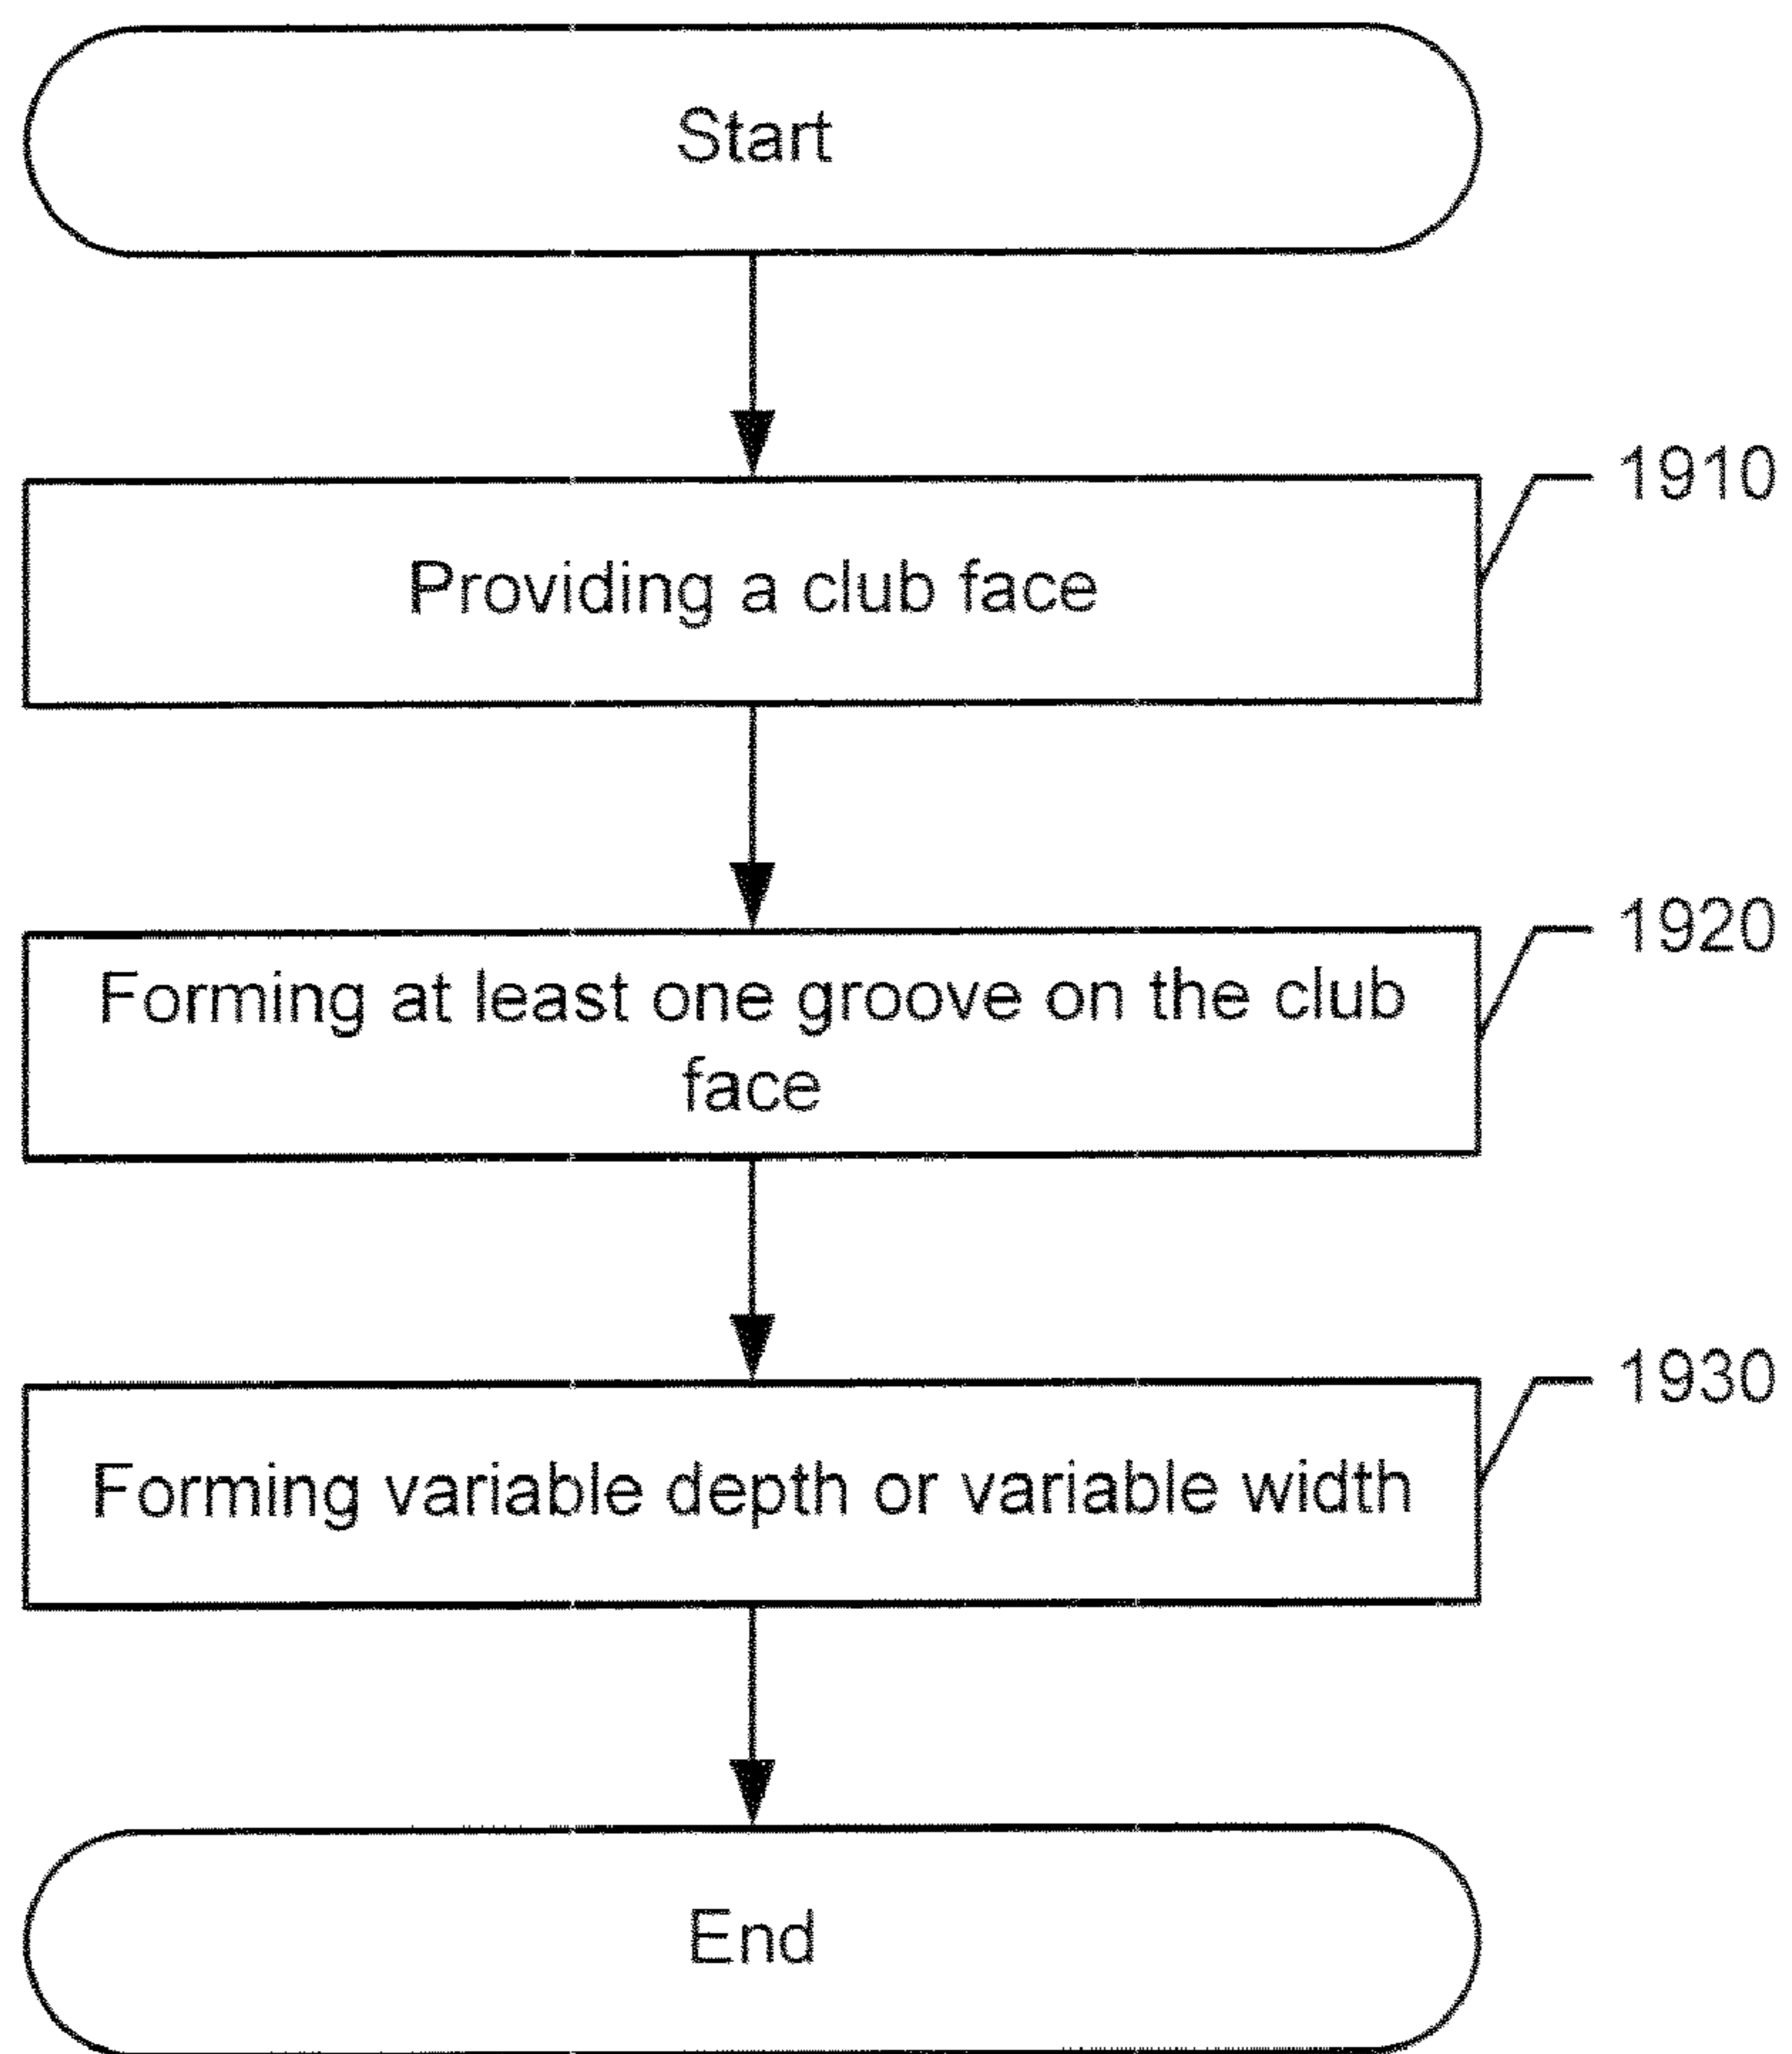 Start
1910
Providing a club face
1920
Forming at least one groove on the club
face
1930
Forming variable depth or variable width
End